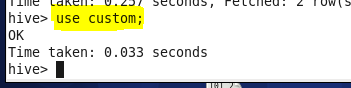 Time taken: 0.257 seconds, Fetched: 2 row(s
hive> use custom;
OK
Time taken: 0.033 seconds
hive>